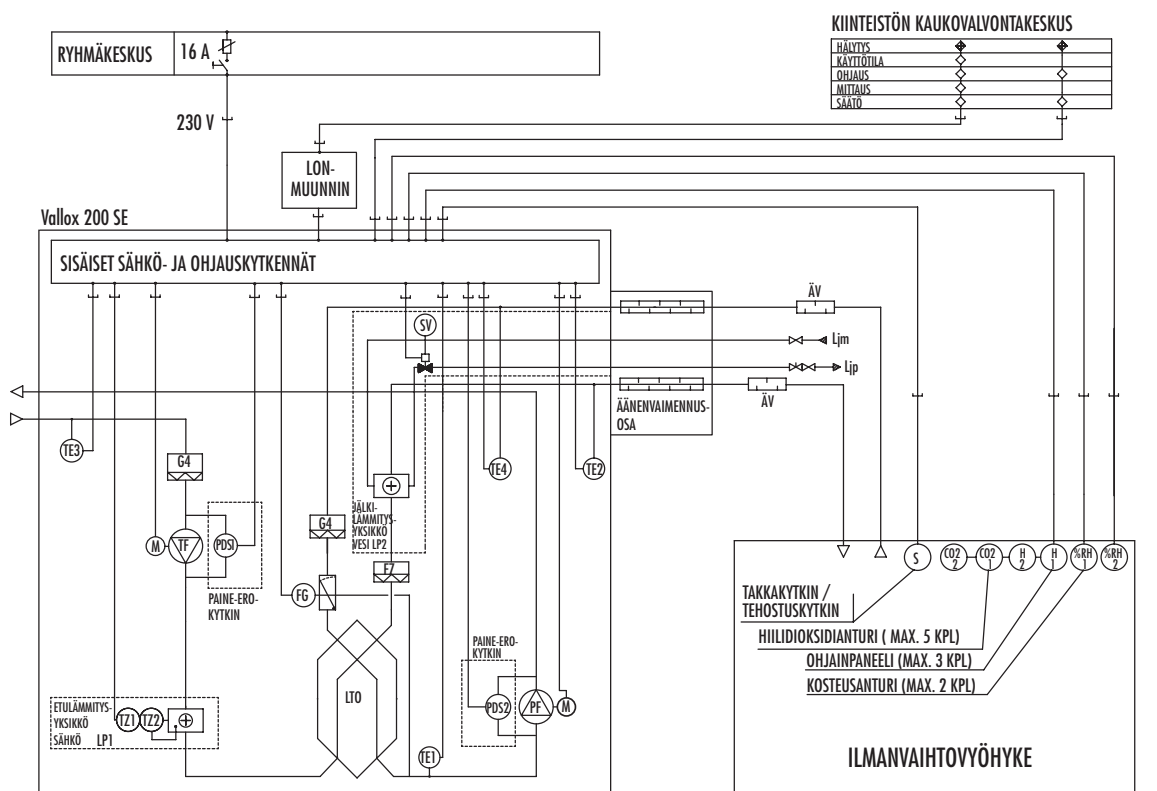 KIINTEISTÖN KAUKOVALVONTAKESKUS
HÄLYTYS
KÄYTTÖTILA
OHJAUS
MITTAUS
SÄÄTÖ
RYHMÄKESKUS
16 A
230 V
LON-
MUUNNIN
Vallox 200 SE
SISÄISET SÄHKÖ- JA OHJAUSKYTKENNÄT
ÄV
SV
Ljm
Ljp
ÄV
ÄÄNENVAIMENNUS-
OSA
TE3
G4
TE4
TE2
M
TF
PDS1
PAINE-ERO-
KYTKIN
G4
JÄLKI-
LÄMMITYS-
YKSIKKÖ
VESI LP2
F7
FG
LTO
PAINE-ERO-
KYTKIN
PDS2
PF
M
TE1
ETULÄMMITYS-
YKSIKKÖ
SÄHKÖ LP1
TZ1
TZ2
S
CO2
2
CO2
1
H
2
H
1
%RH
1
%RH
2
TAKKAKYTKIN /
TEHOSTUSKYTKIN
HIILIDIOKSIDIANTURI ( MAX. 5 KPL)
OHJAINPANEELI (MAX. 3 KPL)
KOSTEUSANTURI (MAX. 2 KPL)
ILMANVAIHTOVYÖHYKE